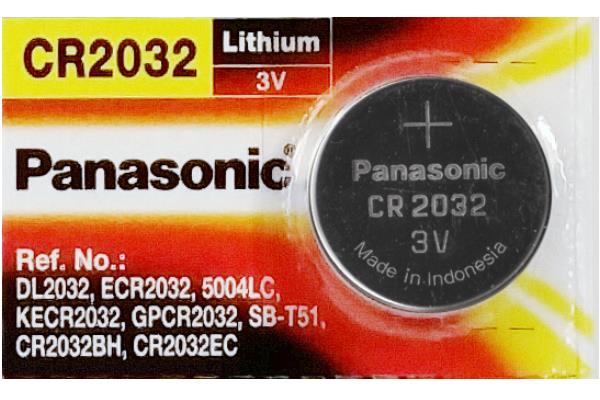 CR2032
Lithium
3V
Panasonic®
Ref. No.:
DL2032, ECR2032, 5004LC,
KECR2032, GPCR2032, SB-T51,
CR2032BH, CR2032EC
+
Panasonic
CR 2032
3V
Made in Indonesia